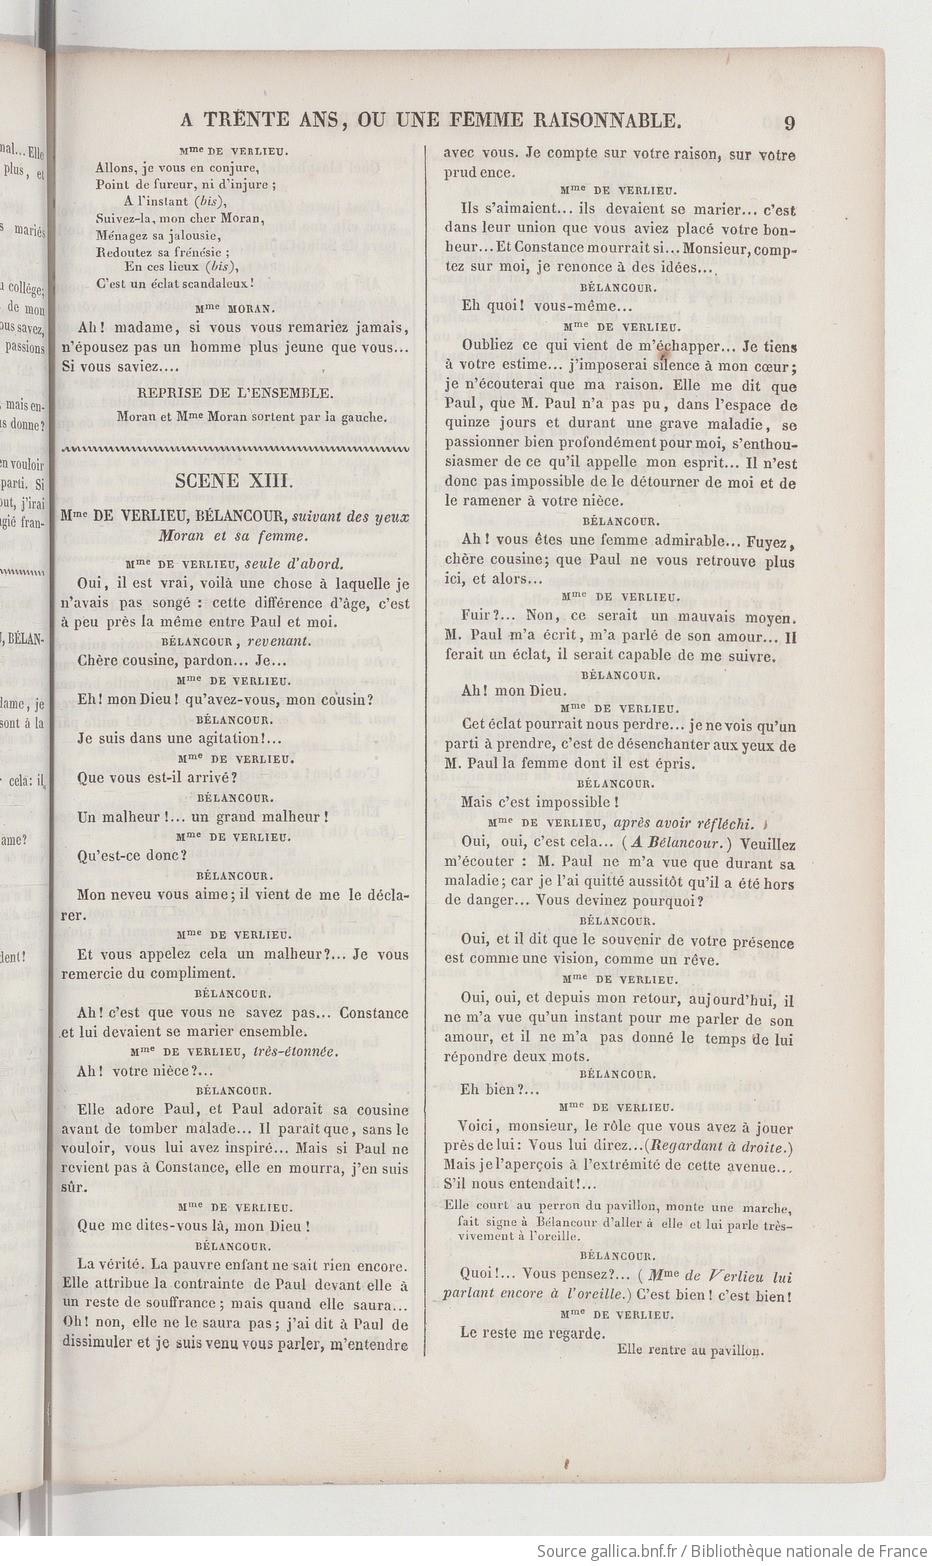 A TRENTE ANS, OU UNE FEMME RAISONNABLE.
9
Mme DE VERLIEU.
Allons, je vous en conjure,
Point de fureur, ni d'injure ;
A l'instant (bis),
Suivez-la, mon cher Moran,
Ménagez sa jalousie,
Redoutez sa frénésie ;
En ces lieux (bis),
C'est un éclat scandaleux !
Mme MORAN.
Ah! madame, si vous vous remariez jamais,
n'épousez pas un homme plus jeune que vous...
Si vous saviez....
REPRISE DE L'ENSEMBLE.
Moran et Mme Moran sortent par la gauche.
SCENE XIII.
Mme DE VERLIEU, BÉLANCOUR, suivant des yeux
Moran et sa femme.
Mme DE VERLIEU, seule d'abord.
Oui, il est vrai, voilà une chose à laquelle je
n'avais pas songé : cette différence d'âge, c'est
à peu près la même entre Paul et moi.
BÉLANCOUR, revenant.
Chère cousine, pardon... Je...
Mme DE VERLIEU.
Eh! mon Dieu! qu'avez-vous, mon cousin?
BÉLANCOUR.
Je suis dans une agitation!...
Mme DE VERLIEU.
Que vous est-il arrivé?
BÉLANCOUR.
Un malheur !... un grand malheur !
Mme DE VERLIEU.
Qu'est-ce donc?
BÉLANCOUR.
Mon neveu vous aime; il vient de me le décla-
rer.
Mme DE VERLIEU.
Et vous appelez cela un malheur?... Je vous
remercie du compliment.
BÉLANCOUR.
Ah! c'est que vous ne savez pas... Constance
et lui devaient se marier ensemble.
Mme DE VERLIEU, très-étonnée.
Ah! votre nièce?...
BÉLANCOUR.
Elle adore Paul, et Paul adorait sa cousine
avant de tomber malade... Il parait que, sans le
vouloir, vous lui avez inspiré... Mais si Paul ne
revient pas à Constance, elle en mourra, j'en suis
sûr.
Mme DE VERLIEU.
Que me dites-vous là, mon Dieu !
BÉLANCOUR.
La vérité. La pauvre enfant ne sait rien encore.
Elle attribue la contrainte de Paul devant elle à
un reste de souffrance ; mais quand elle saura...
Oh! non, elle ne le saura pas; j'ai dit à Paul de
dissimuler et je suis venu vous parler, m'entendre
avec vous. Je compte sur votre raison, sur votre
prudence.
Mme DE VERLIEU.
Ils s'aimaient... ils devaient se marier... c'est
dans leur union que vous aviez placé votre bon-
heur... Et Constance mourrait si... Monsieur, comp-
tez sur moi, je renonce à des idées....
BÉLANCOUR.
Eh quoi! vous-même...
Mme DE VERLIEU.
Oubliez ce qui vient de m'échapper... Je tiens
à votre estime... j'imposerai silence à mon cœur;
je n'écouterai que ma raison. Elle me dit que
Paul, que M. Paul n'a pas pu, dans l'espace de
quinze jours et durant une grave maladie, se
passionner bien profondément pour moi, s'enthou-
siasmer de ce qu'il appelle mon esprit... Il n'est
donc pas impossible de le détourner de moi et de
le ramener à votre nièce.
BÉLANCOUR.
Ah! vous êtes une femme admirable... Fuyez,
chère cousine; que Paul ne vous retrouve plus
ici, et alors...
Mme DE VERLIEU.
Fuir?... Non, ce serait un mauvais moyen.
M. Paul m'a écrit, m'a parlé de son amour... Il
ferait un éclat, il serait capable de me suivre.
BÉLANCOUR.
Ah! mon Dieu.
Mme DE VERLIEU.
Cet éclat pourrait nous perdre... je ne vois qu'un
parti à prendre, c'est de désenchanter aux yeux de
M. Paul la femme dont il est épris.
BÉLANCOUR.
Mais c'est impossible !
Mme DE VERLIEU, après avoir réfléchi.
Oui, oui, c'est cela... (A Bélancour.) Veuillez
m'écouter : M. Paul ne m'a vue que durant sa
maladie; car je l'ai quitté aussitôt qu'il a été hors
de danger... Vous devinez pourquoi?
BÉLANCOUR.
Oui, et il dit que le souvenir de votre présence
est comme une vision, comme un rêve.
Mme DE VERLIEU.
Oui, oui, et depuis mon retour, aujourd'hui, il
ne m'a vue qu'un instant pour me parler de son
amour, et il ne m'a pas donné le temps de lui
répondre deux mots.
BÉLANCOUR.
Eh bien?...
Mme DE VERLIEU.
Voici, monsieur, le rôle que vous avez à jouer
près de lui: Vous lui direz...(Regardant à droite.)
Mais je l'aperçois à l'extrémité de cette avenue...
S'il nous entendait!...
Elle court au perron du pavillon, monte une marche,
fait signe à Bélancour d'aller à elle et lui parle très-
vivement à l'oreille.
BÉLANCOUR.
Quoi!... Vous pensez?... ( Mme de Verlieu lui
parlant encore à l'oreille.) C'est bien! c'est bien!
Mme DE VERLIEU.
Le reste me regarde.
Elle rentre au pavillon.
Source gallica.bnf.fr / Bibliothèque nationale de France